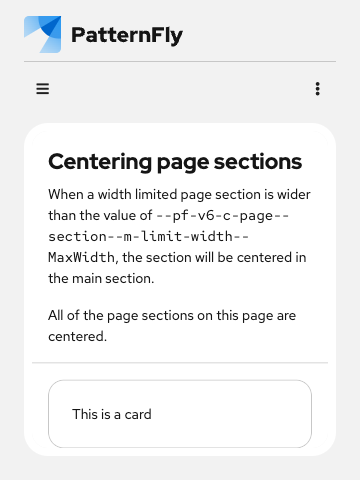 PatternFly
Centering page sections
When a width limited page section is wider
than the value of --pf-v6-c-page--
section--m-limit-width--
MaxWidth, the section will be centered in
the main section.
All of the page sections on this page are
centered.
This is a card